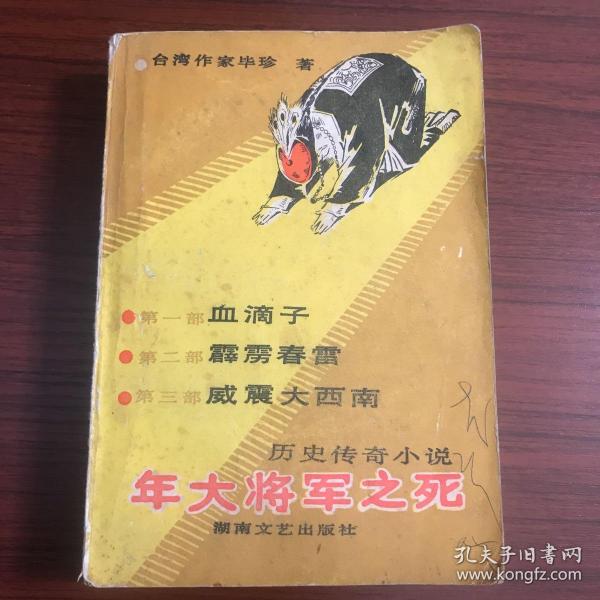 台湾作家毕珍 著
第一部 血滴子
第二部 霹雳春雷
第三部 威震大西南
历史传奇小说
年大将军之死
湖南文艺出版社
孔夫子旧书网
www.kongfz.com